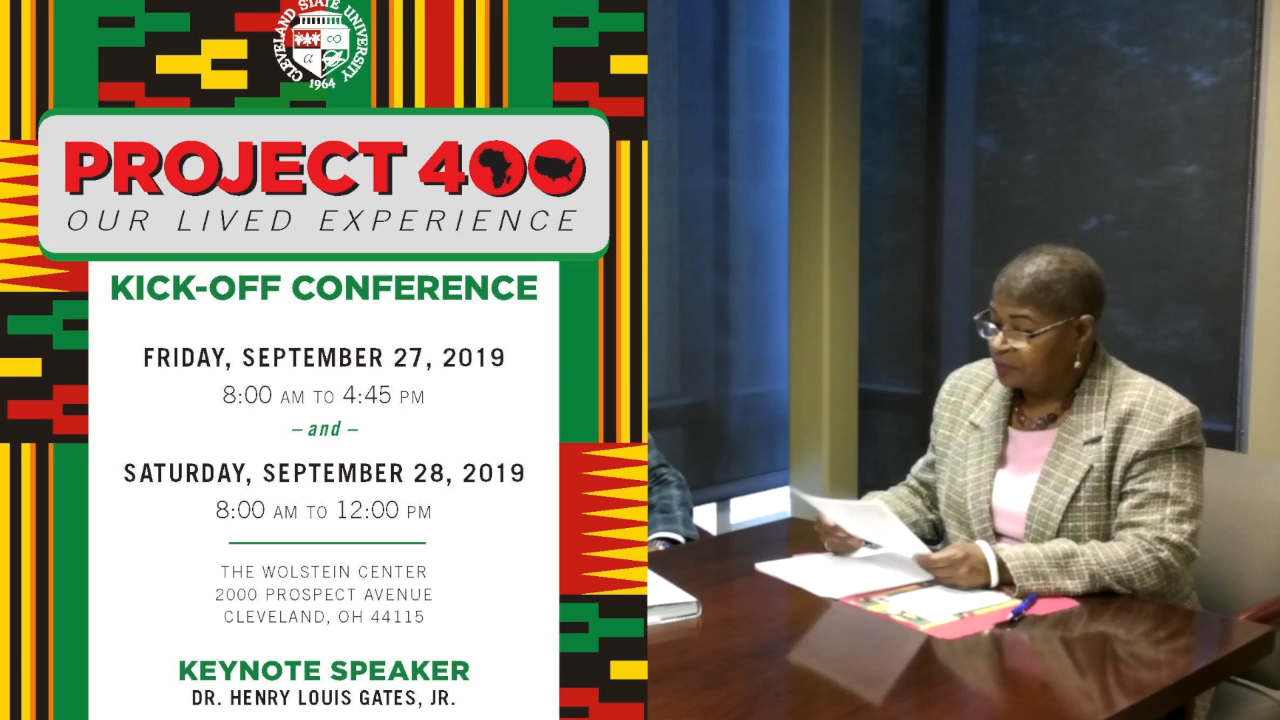 CLEVELAND STATE UNIVERSITY
1964
PROJECT 400
OUR LIVED EXPERIENCE
KICK-OFF CONFERENCE
FRIDAY, SEPTEMBER 27, 2019
8:00 AM TO 4:45 PM
– and –
SATURDAY, SEPTEMBER 28, 2019
8:00 AM TO 12:00 PM
THE WOLSTEIN CENTER
2000 PROSPECT AVENUE
CLEVELAND, OH 44115
KEYNOTE SPEAKER
DR. HENRY LOUIS GATES, JR.